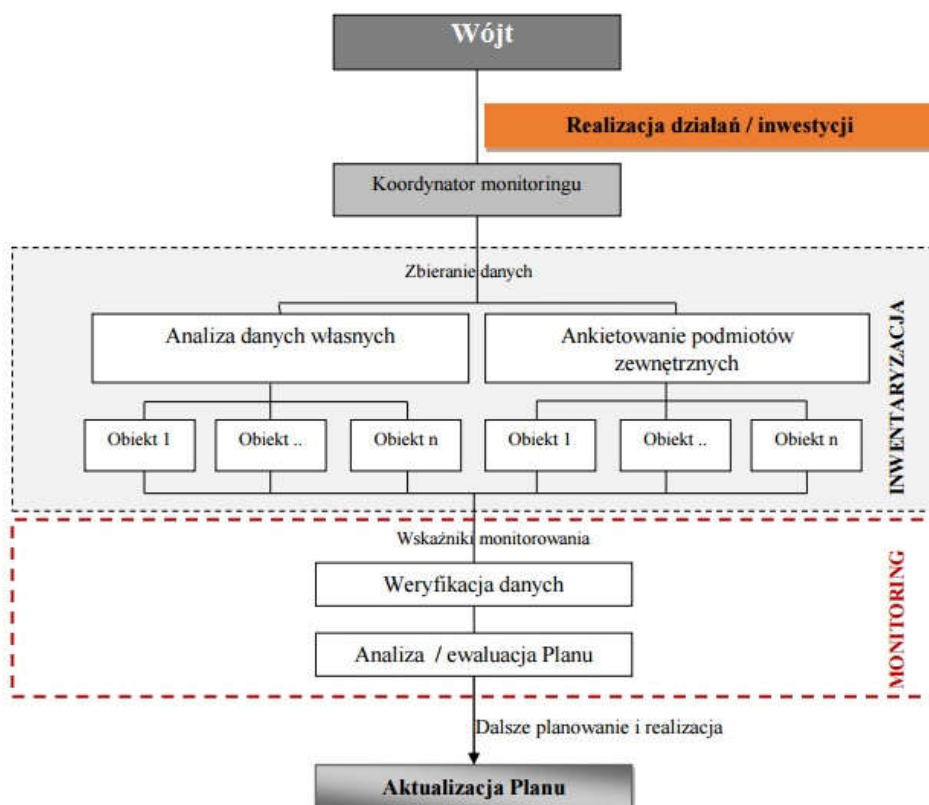 Wójt
Realizacja działań / inwestycji
Koordynator monitoringu
Zbieranie danych
Analiza danych własnych
Ankietowanie podmiotów
zewnętrznych
Obiekt 1
Obiekt ..
Obiekt n
Obiekt 1
Obiekt ..
Obiekt n
INWENTARYZACJA
Wskaźniki monitorowania
Weryfikacja danych
Analiza / ewaluacja Planu
MONITORING
Dalsze planowanie i realizacja
Aktualizacja Planu